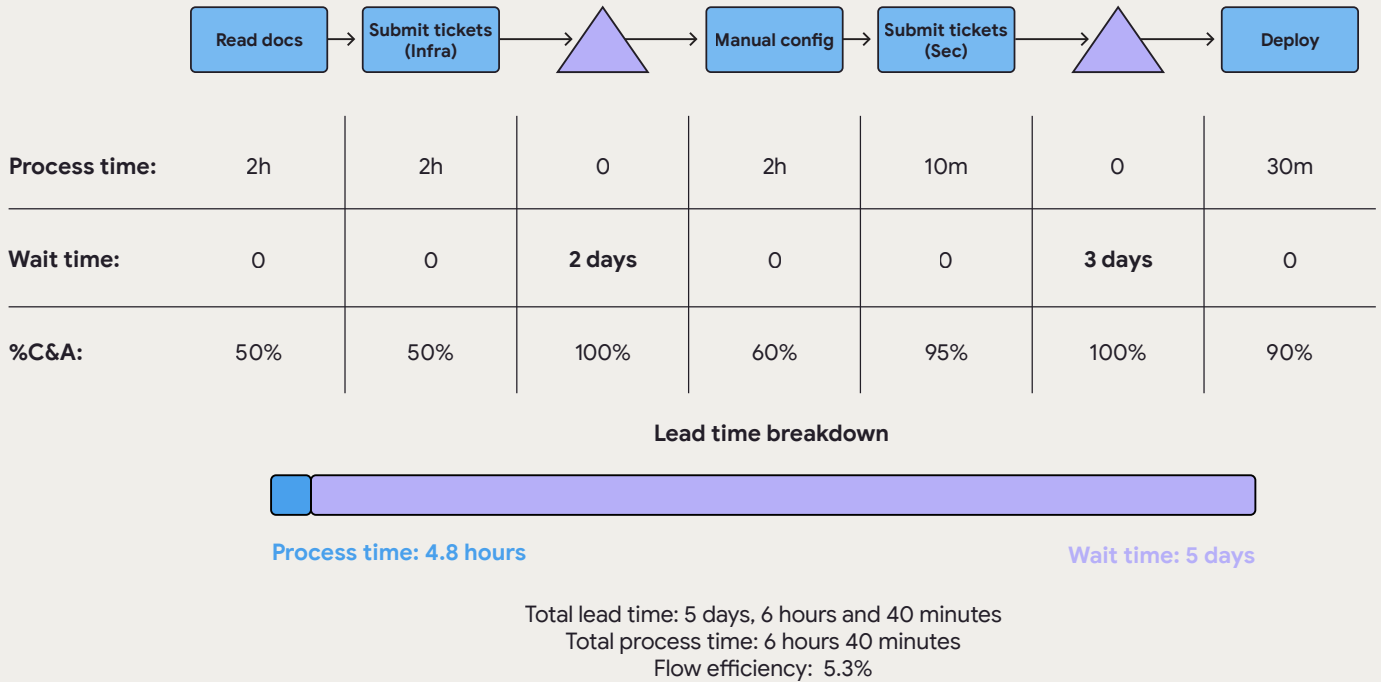 Read docs
Submit tickets
(Infra)
Manual config
Submit tickets
(Sec)
Deploy
Process time: 2h 2h 0 2h 10m 0 30m
Wait time: 0 0 2 days 0 0 3 days 0
%C&A: 50% 50% 100% 60% 95% 100% 90%
Lead time breakdown
Process time: 4.8 hours
Wait time: 5 days
Total lead time: 5 days, 6 hours and 40 minutes
Total process time: 6 hours 40 minutes
Flow efficiency: 5.3%